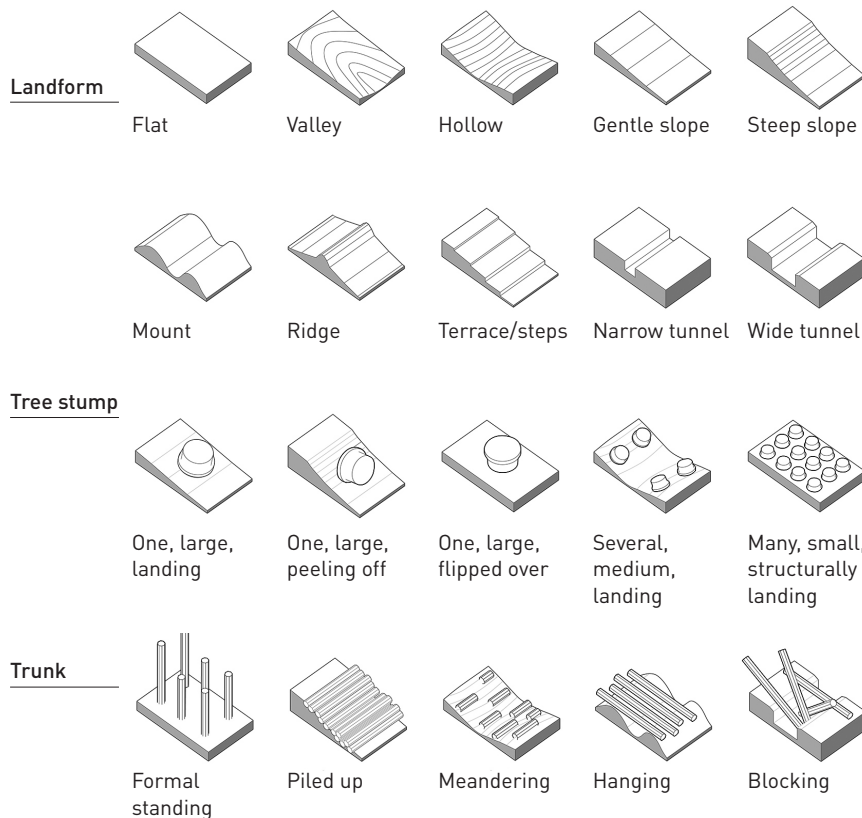 Landform
Flat
Valley
Hollow
Gentle slope
Steep slope
Mount
Ridge
Terrace/steps
Narrow tunnel
Wide tunnel
Tree stump
One, large,
landing
One, large,
peeling off
One, large,
flipped over
Several,
medium,
landing
Many, small,
structurally
landing
Trunk
Formal
standing
Piled up
Meandering
Hanging
Blocking